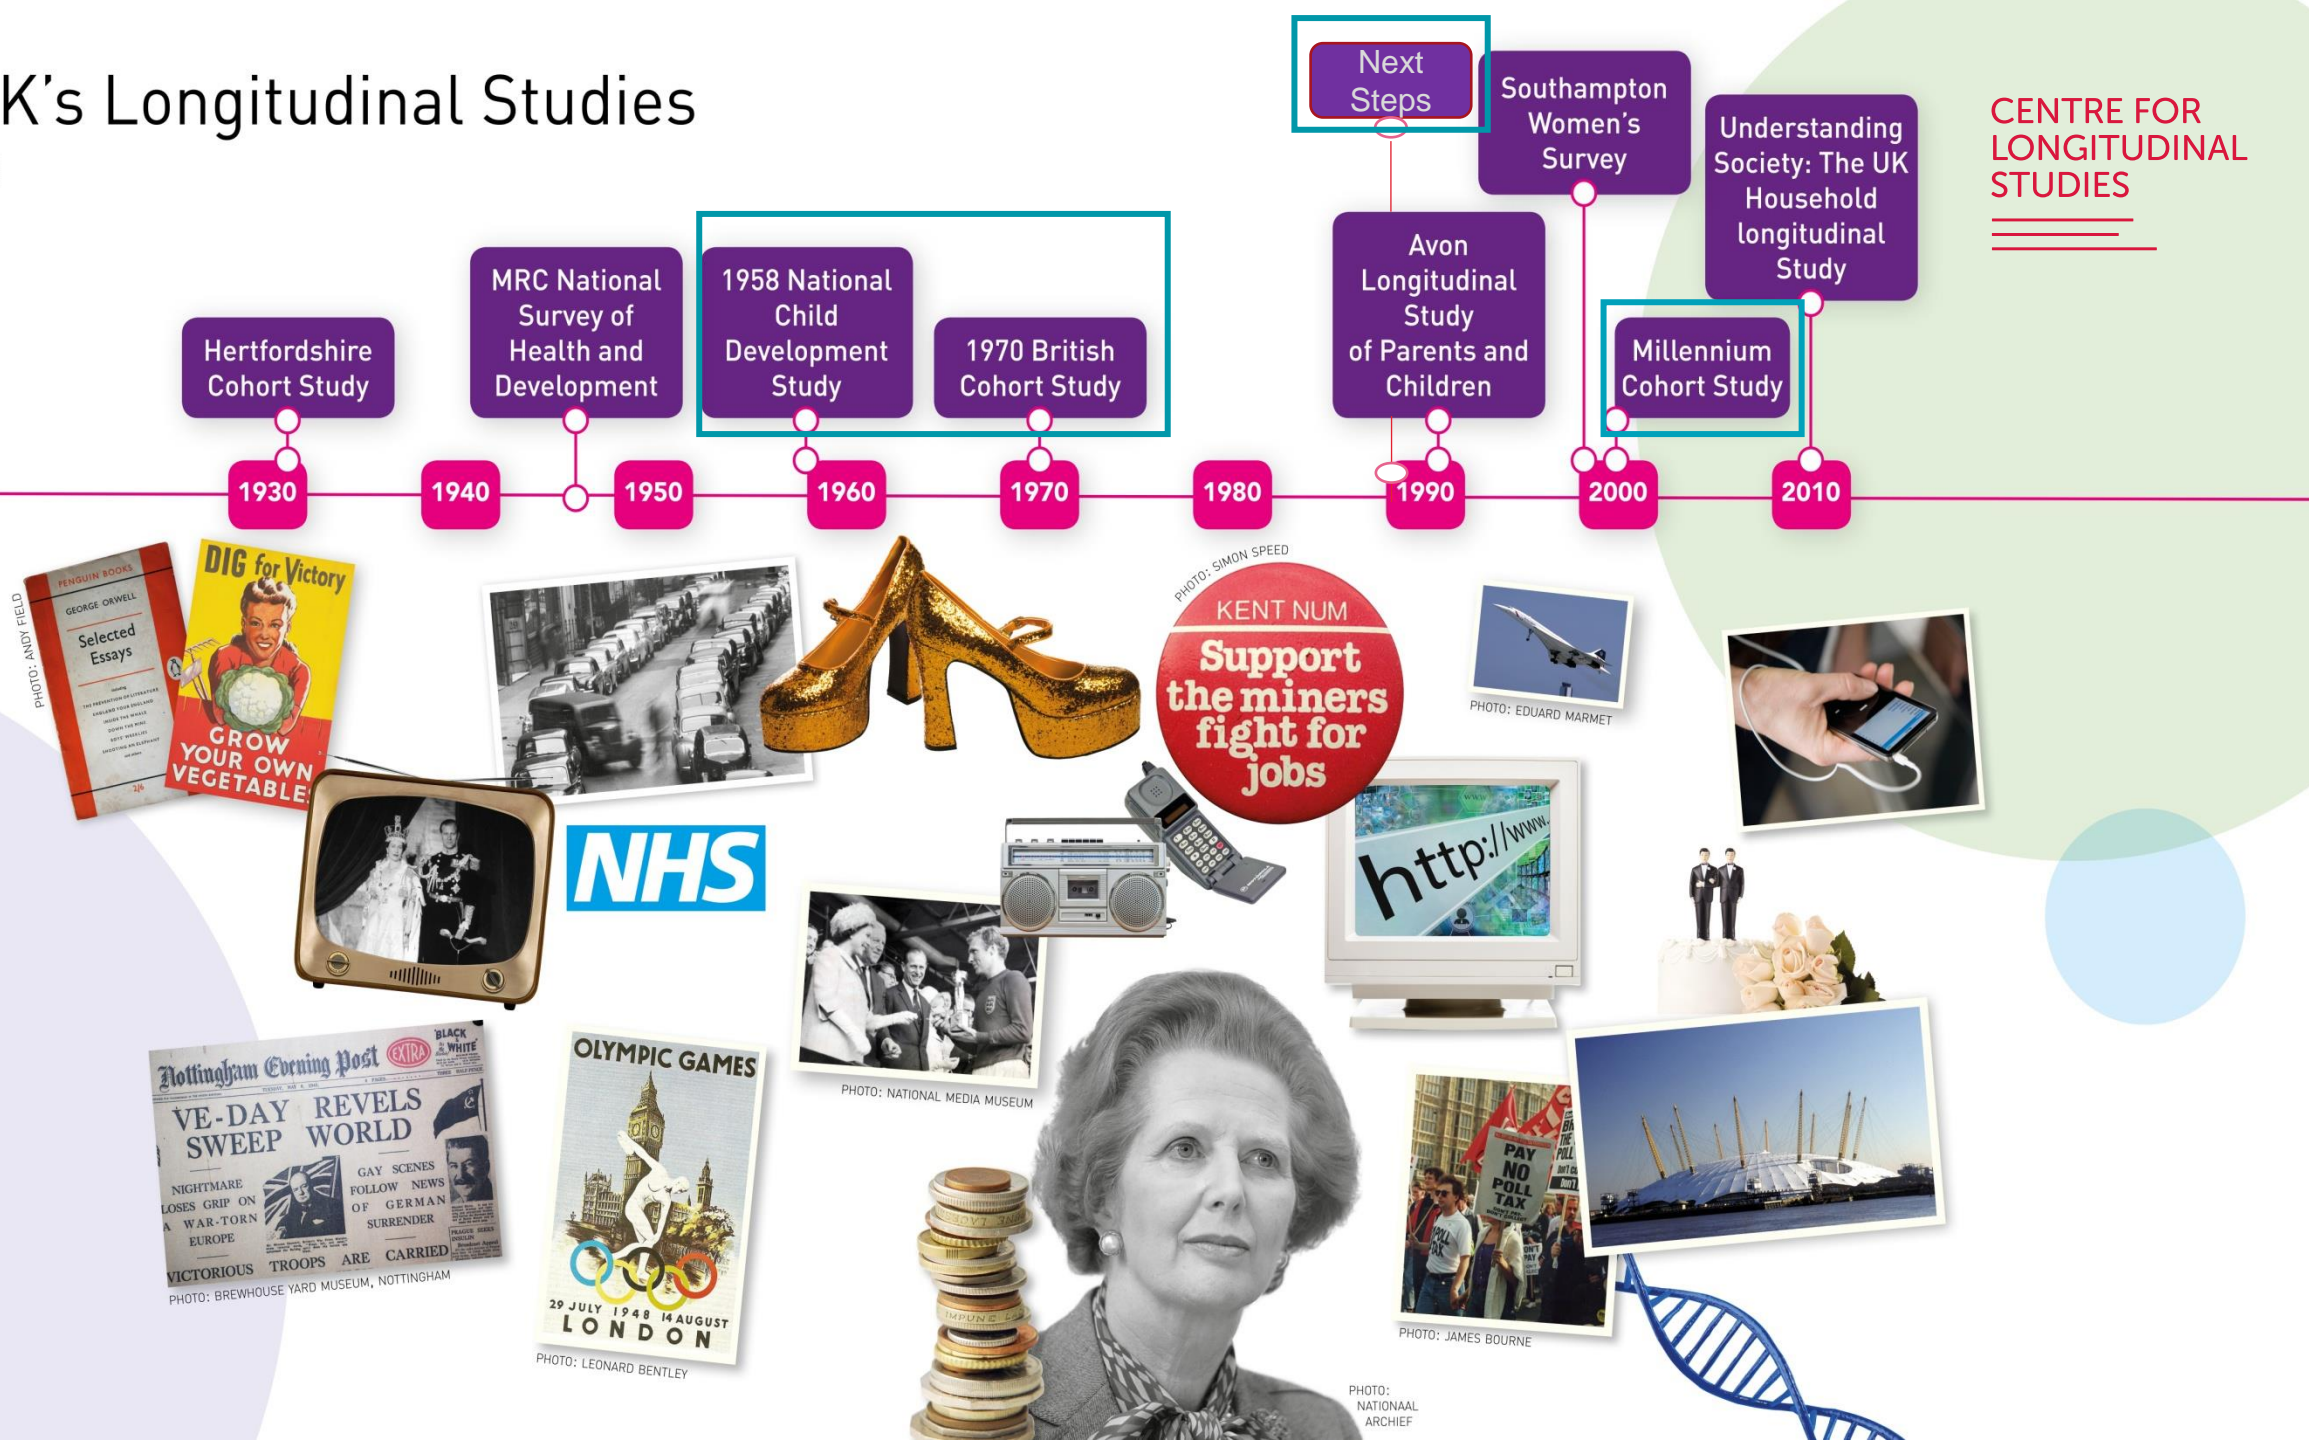 K's Longitudinal Studies
Next
Steps
Southampton
Women's
Survey
Understanding
Society: The UK
Household
longitudinal
Study
CENTRE FOR
LONGITUDINAL
STUDIES
Hertfordshire
Cohort Study
MRC National
Survey of
Health and
Development
1958 National
Child
Development
Study
1970 British
Cohort Study
Avon
Longitudinal
Study
of Parents and
Children
Millennium
Cohort Study
1930
1940
1950
1960
1970
1980
1990
2000
2010
PHOTO: ANDY FIELD
PENGUIN BOOKS
GEORGE ORWELL
Selected
Essays
2/6
DIG for Victory
GROW
YOUR OWN
VEGETABLE
PHOTO: SIMON SPEED
KENT NUM
Support
the miners
fight for
jobs
PHOTO: EDUARD MARMET
http://www.
NHS
PHOTO: NATIONAL MEDIA MUSEUM
Nottingham Evening Post
EXTRA
BLACK
WHITE
VE-DAY REVELS
SWEEP WORLD
NIGHTMARE
LOSES GRIP ON
A WAR-TORN
EUROPE
GAY SCENES
FOLLOW NEWS
OF GERMAN
SURRENDER
VICTORIOUS TROOPS ARE CARRIED
PHOTO: BREWHOUSE YARD MUSEUM, NOTTINGHAM
OLYMPIC GAMES
29 JULY 1948 14 AUGUST
LONDON
PHOTO: LEONARD BENTLEY
PAY
NO
POLL
TAX
PHOTO: JAMES BOURNE
PHOTO:
NATIONAAL
ARCHIEF